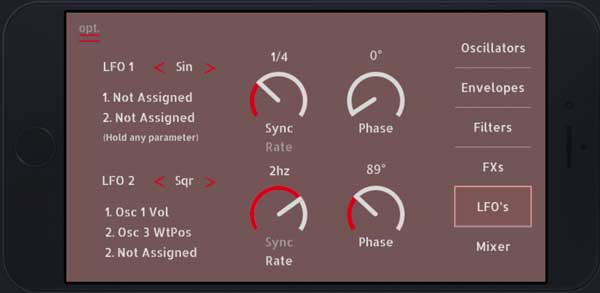 opt.
LFO 1 < Sin >
1. Not Assigned
2. Not Assigned
(Hold any parameter)
1/4
Sync
Rate
0°
Phase
LFO 2 < Sqr >
1. Osc 1 Vol
2. Osc 3 WtPos
2. Not Assigned
2hz
Sync
Rate
89°
Phase
Oscillators
Envelopes
Filters
FXs
LFO's
Mixer